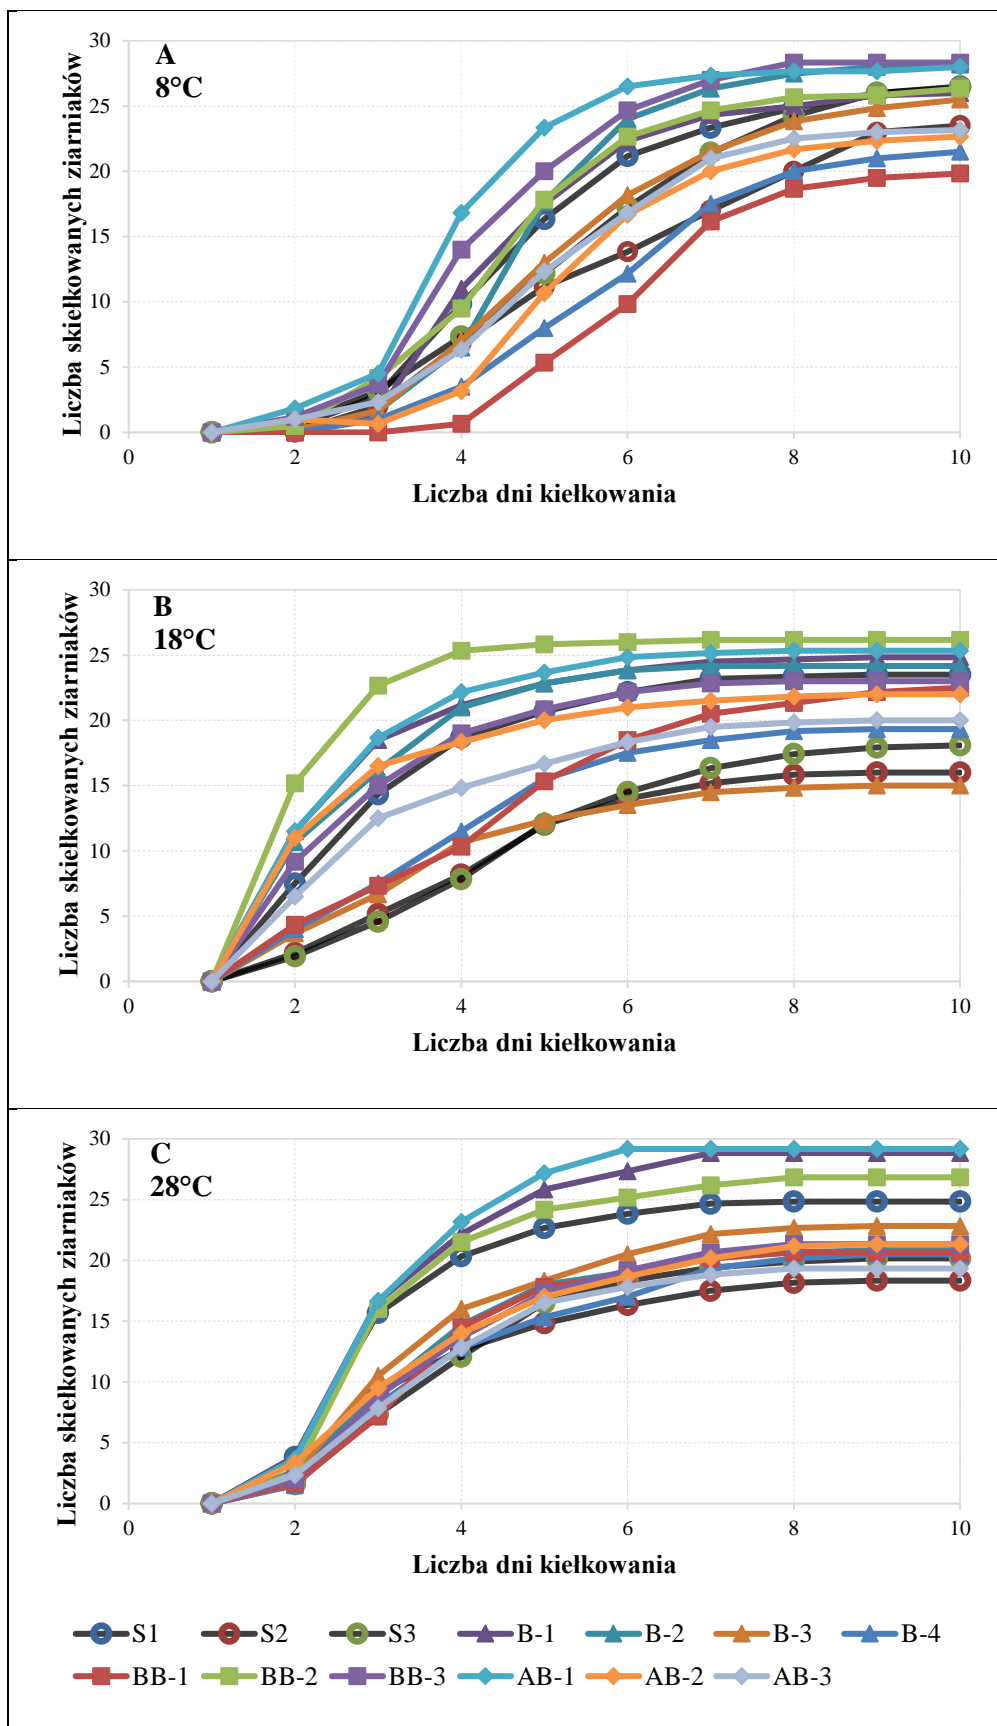 A
8°C
30
25
20
15
10
5
0
0 2 4 6 8 10
Liczba skiełkowanych ziarniaków
Liczba dni kiełkowania
B
18°C
30
25
20
15
10
5
0
0 2 4 6 8 10
Liczba skiełkowanych ziarniaków
Liczba dni kiełkowania
C
28°C
30
25
20
15
10
5
0
0 2 4 6 8 10
Liczba skiełkowanych ziarniaków
Liczba dni kiełkowania
S1 S2 S3 B-1 B-2 B-3 B-4
BB-1 BB-2 BB-3 AB-1 AB-2 AB-3